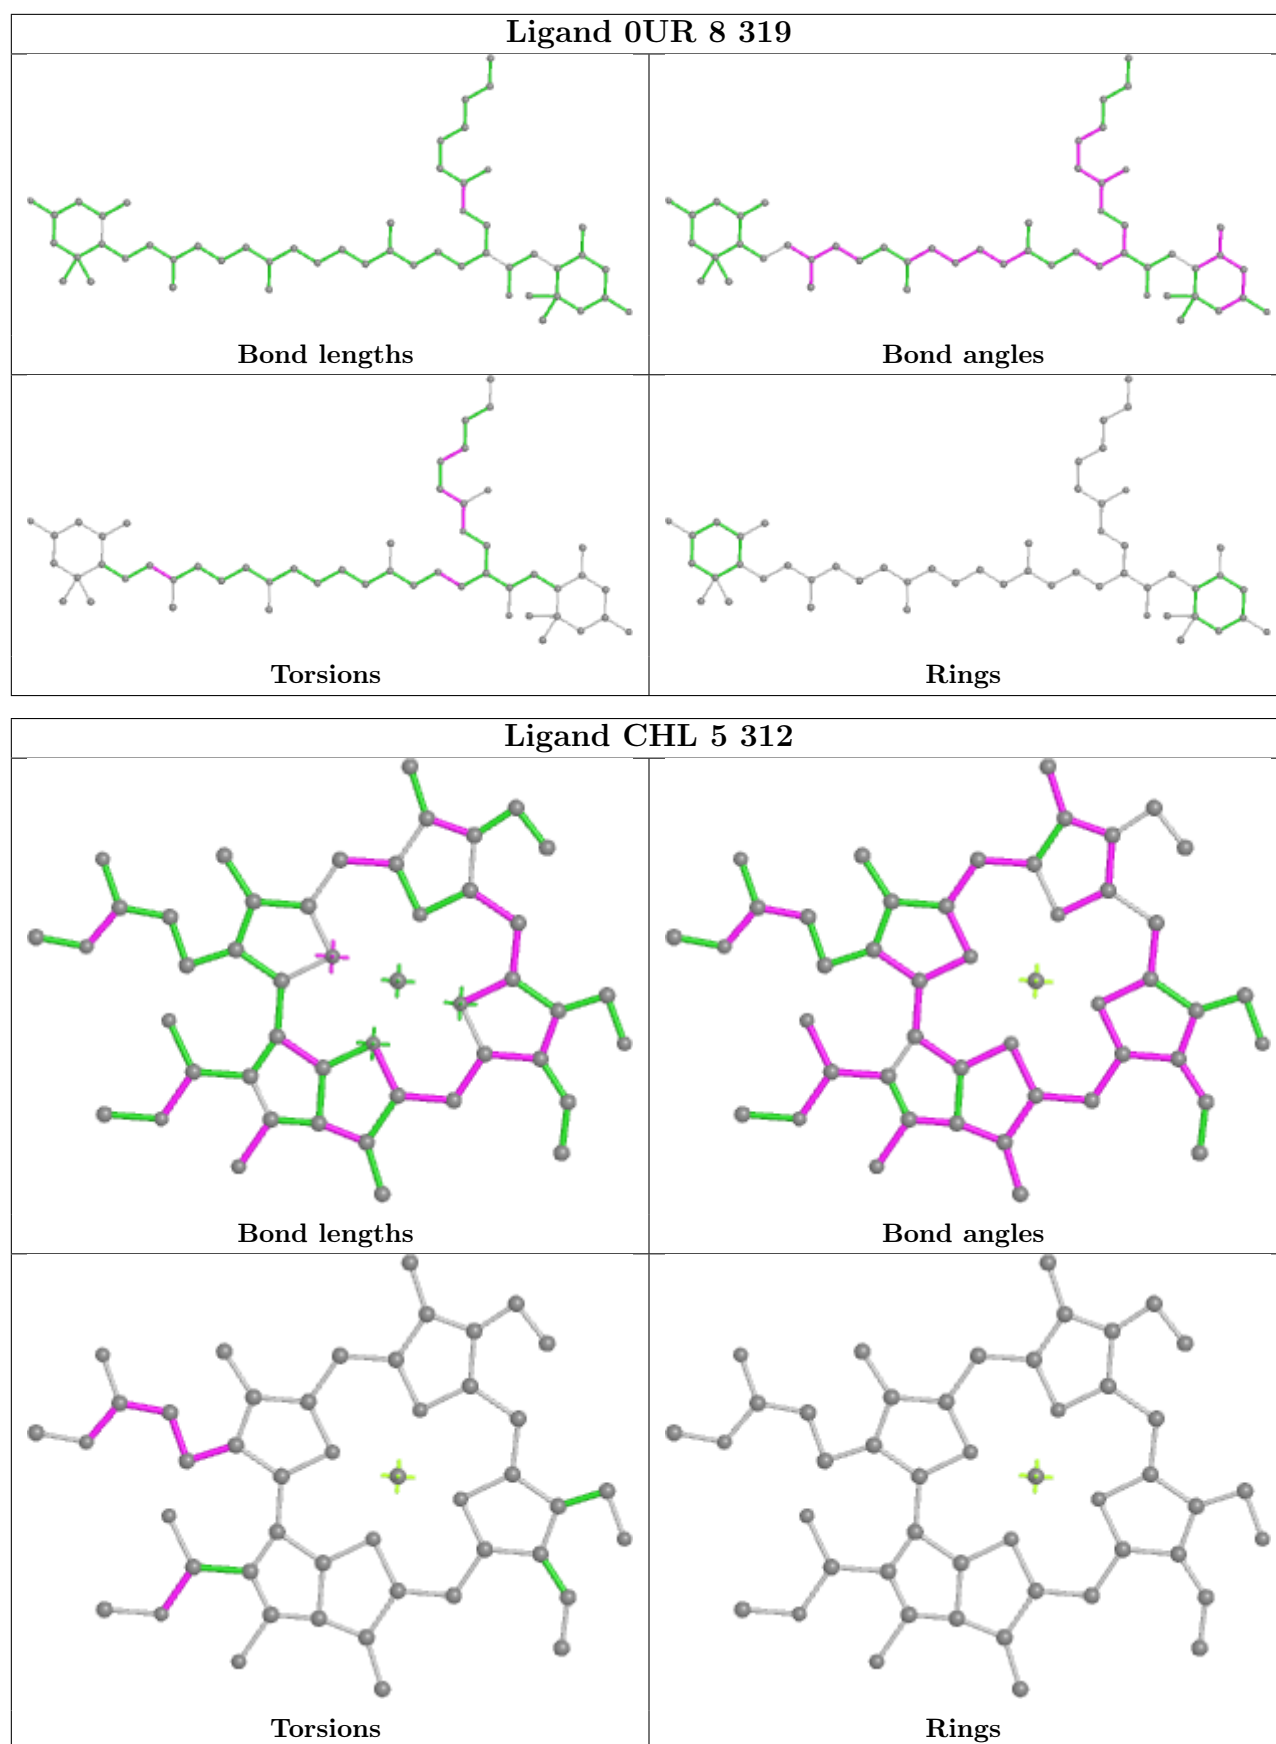 Ligand 0UR 8 319
Bond lengths
Bond angles
Torsions
Rings
Ligand CHL 5 312
Bond lengths
Bond angles
Torsions
Rings